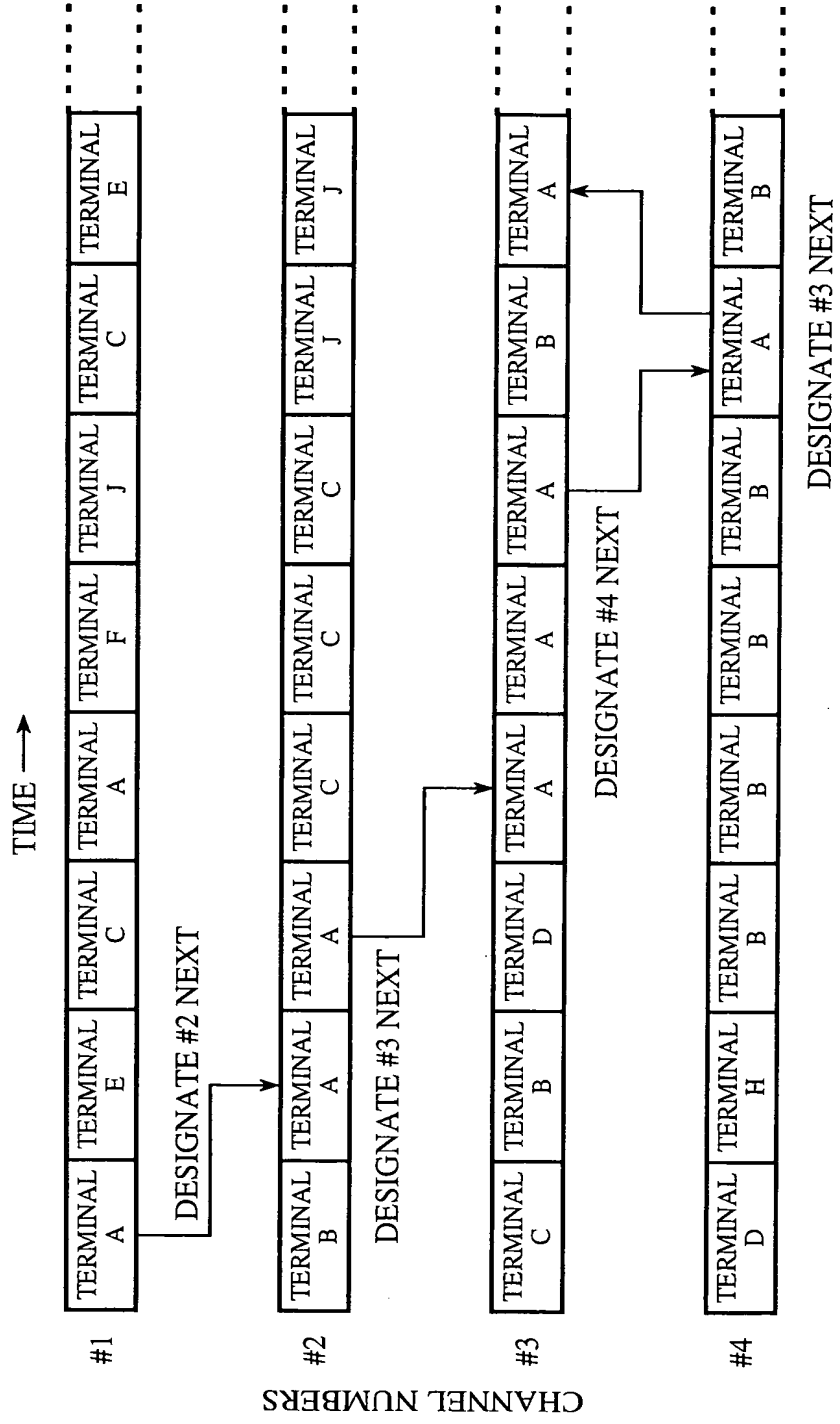 TIME
CHANNEL NUMBERS
#1
TERMINAL A
TERMINAL E
TERMINAL C
TERMINAL A
TERMINAL F
TERMINAL J
TERMINAL C
TERMINAL E
DESIGNATE #2 NEXT
#2
TERMINAL B
TERMINAL A
TERMINAL A
TERMINAL C
TERMINAL C
TERMINAL C
TERMINAL J
TERMINAL J
DESIGNATE #3 NEXT
#3
TERMINAL C
TERMINAL B
TERMINAL D
TERMINAL A
TERMINAL A
TERMINAL A
TERMINAL B
TERMINAL A
DESIGNATE #4 NEXT
#4
TERMINAL D
TERMINAL H
TERMINAL B
TERMINAL B
TERMINAL B
TERMINAL B
TERMINAL A
TERMINAL B
DESIGNATE #3 NEXT